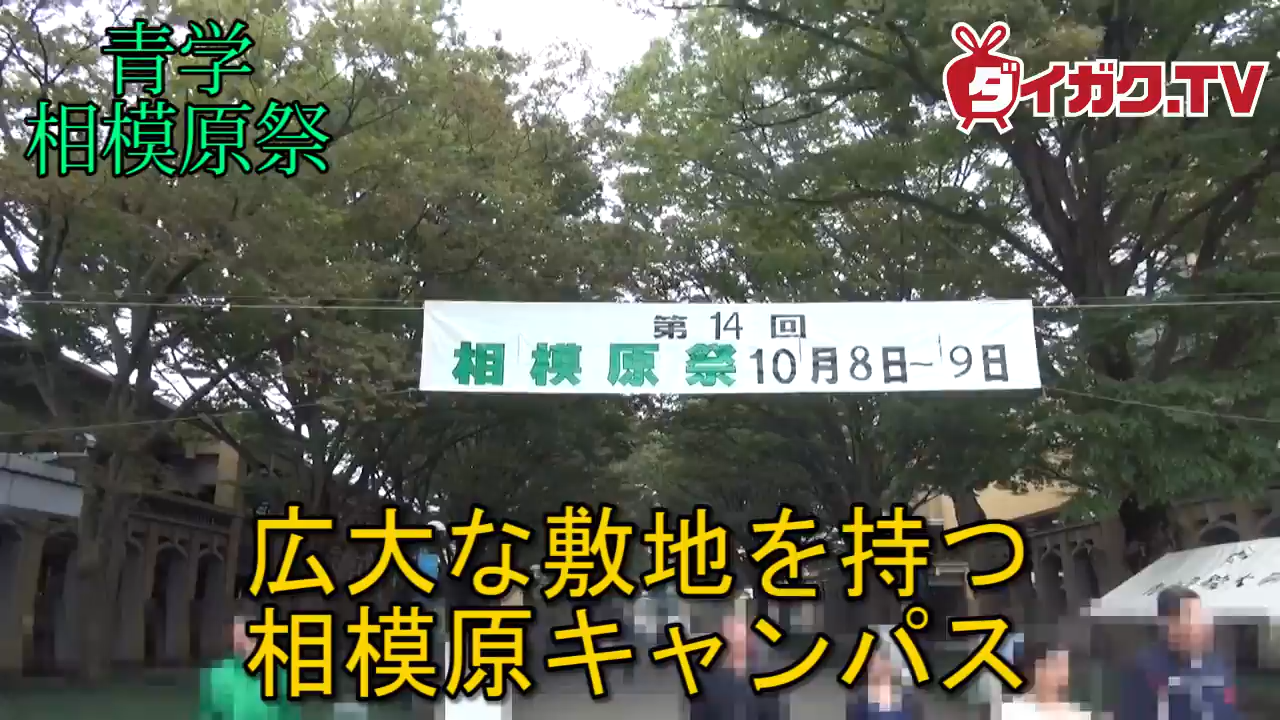 青学
相模原祭
ダイガク.TV
第14回
相模原祭10月8日~9日
広大な敷地を持つ
相模原キャンパス